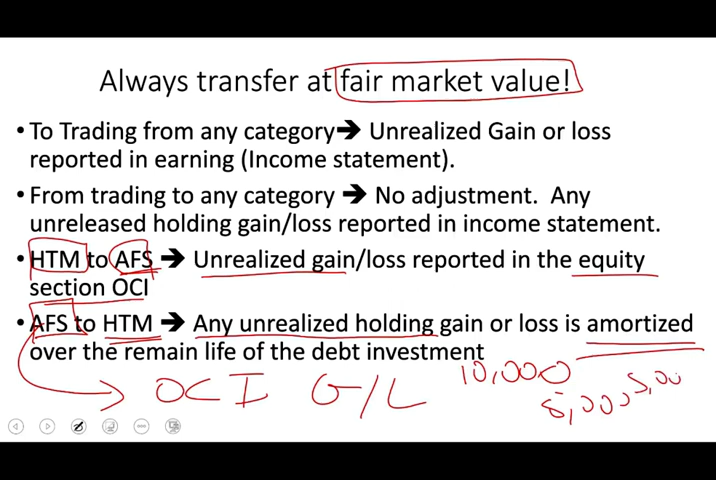 Always transfer at fair market value!
• To Trading from any category → Unrealized Gain or loss
reported in earning (Income statement).
• From trading to any category → No adjustment. Any
unreleased holding gain/loss reported in income statement.
• HTM to AFS → Unrealized gain/loss reported in the equity
section OCI
• AFS to HTM → Any unrealized holding gain or loss is amortized
over the remain life of the debt investment
OCI G/L 10,000